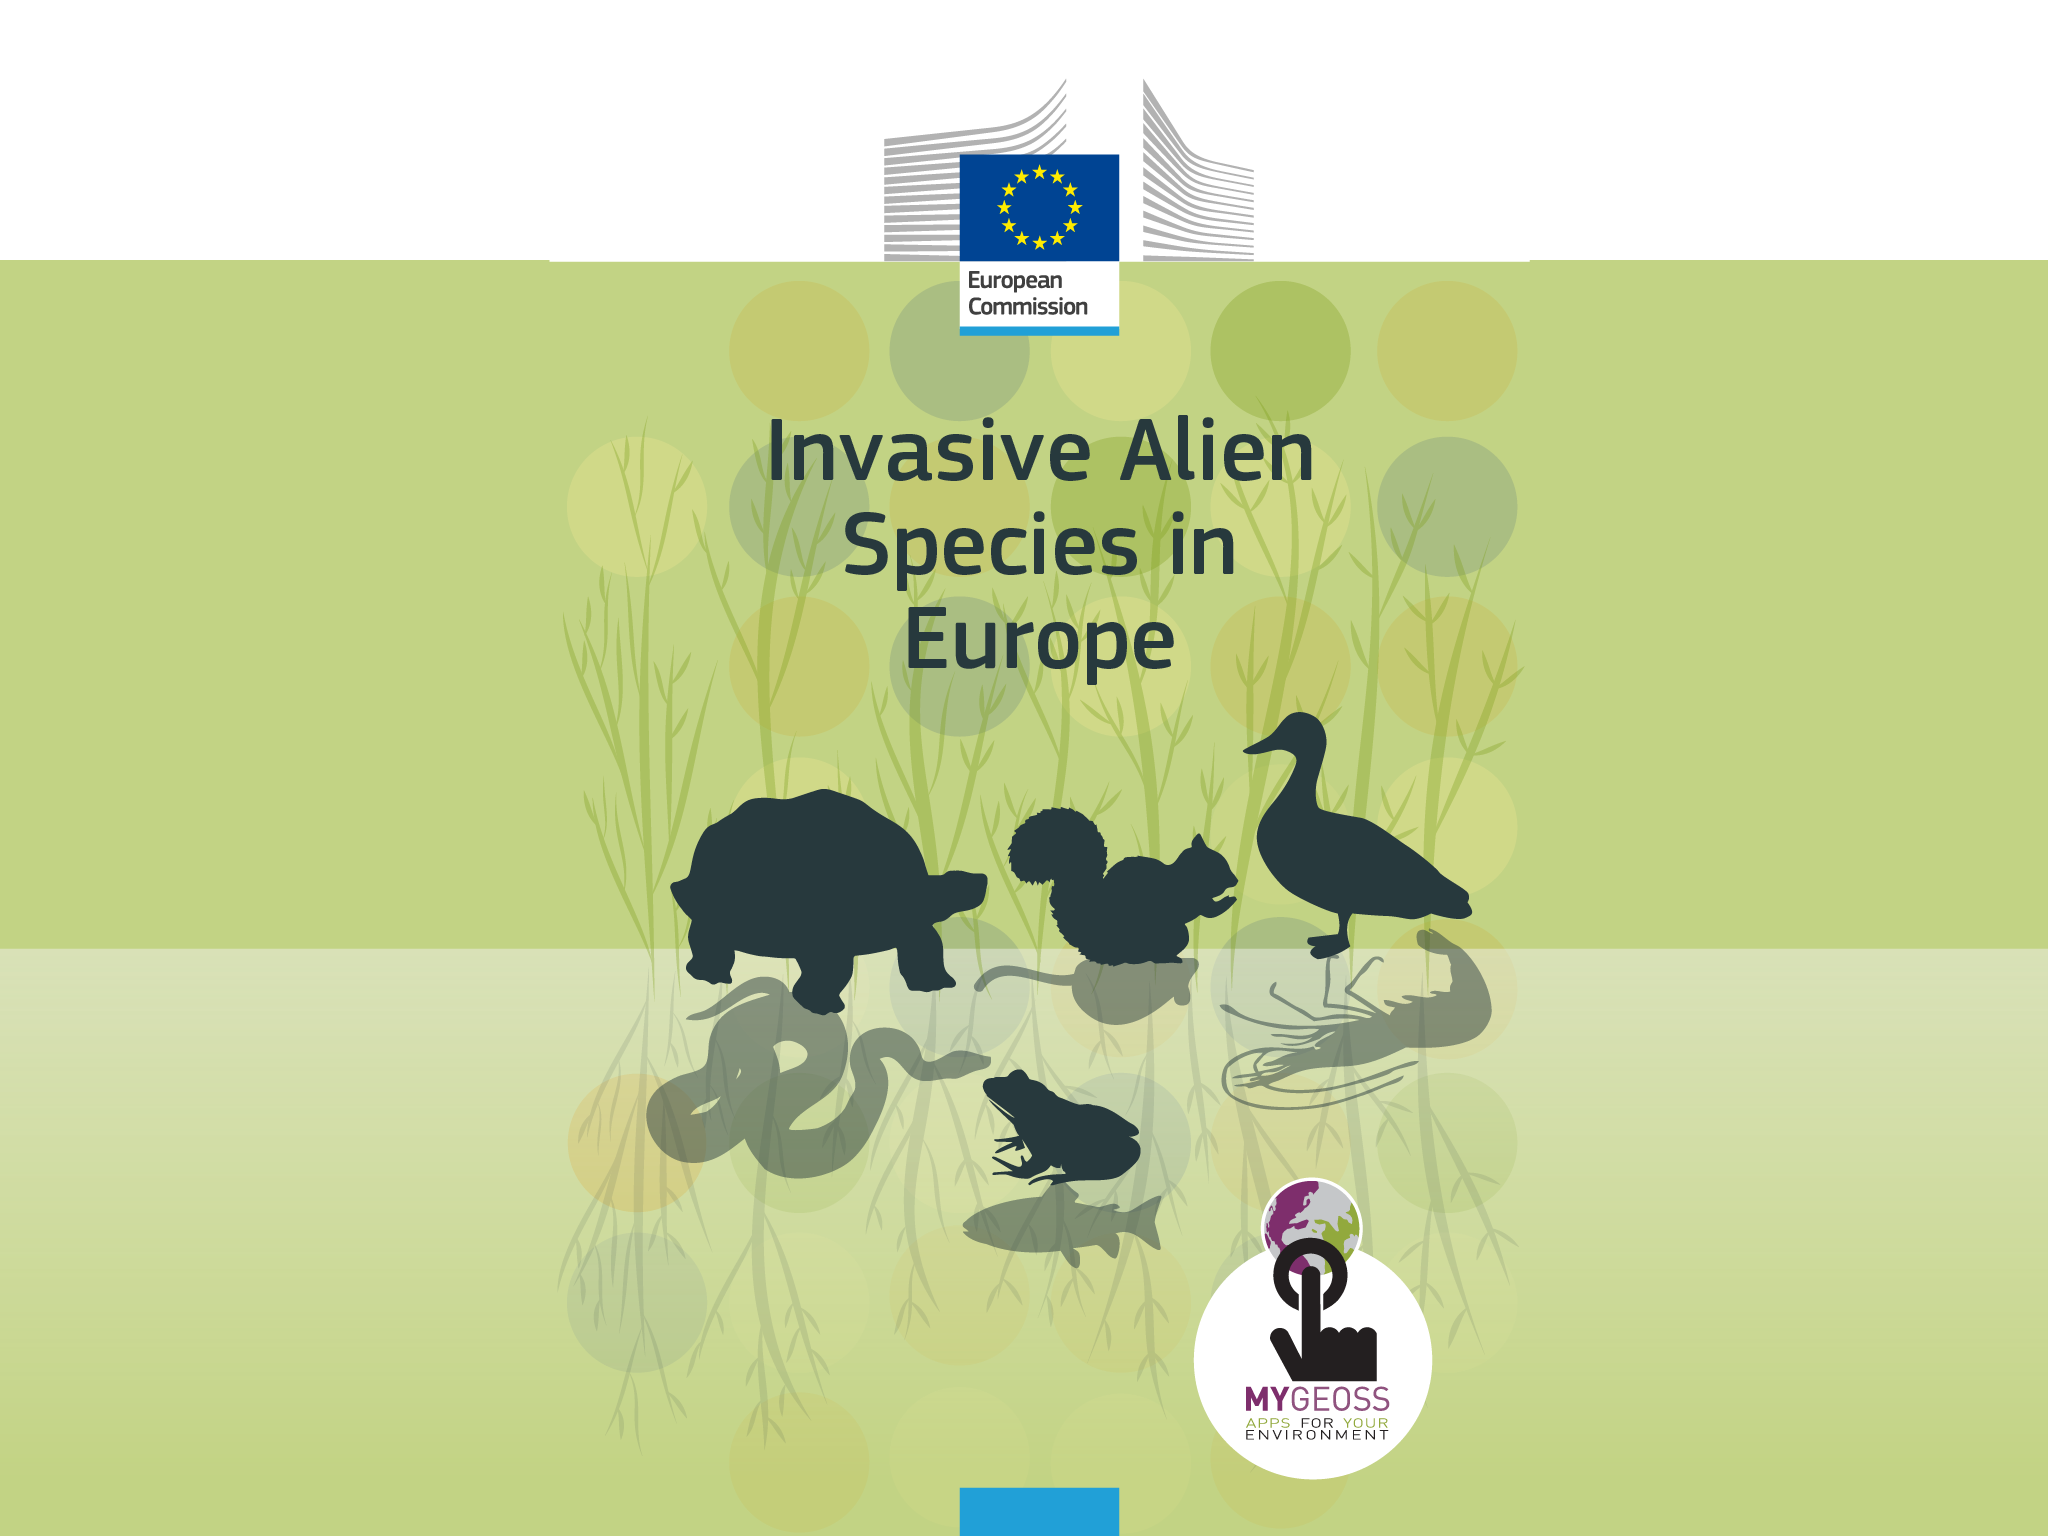 European
Commission
Invasive Alien
Species in
Europe
MYGEOSS
APPS FOR YOUR
ENVIRONMENT